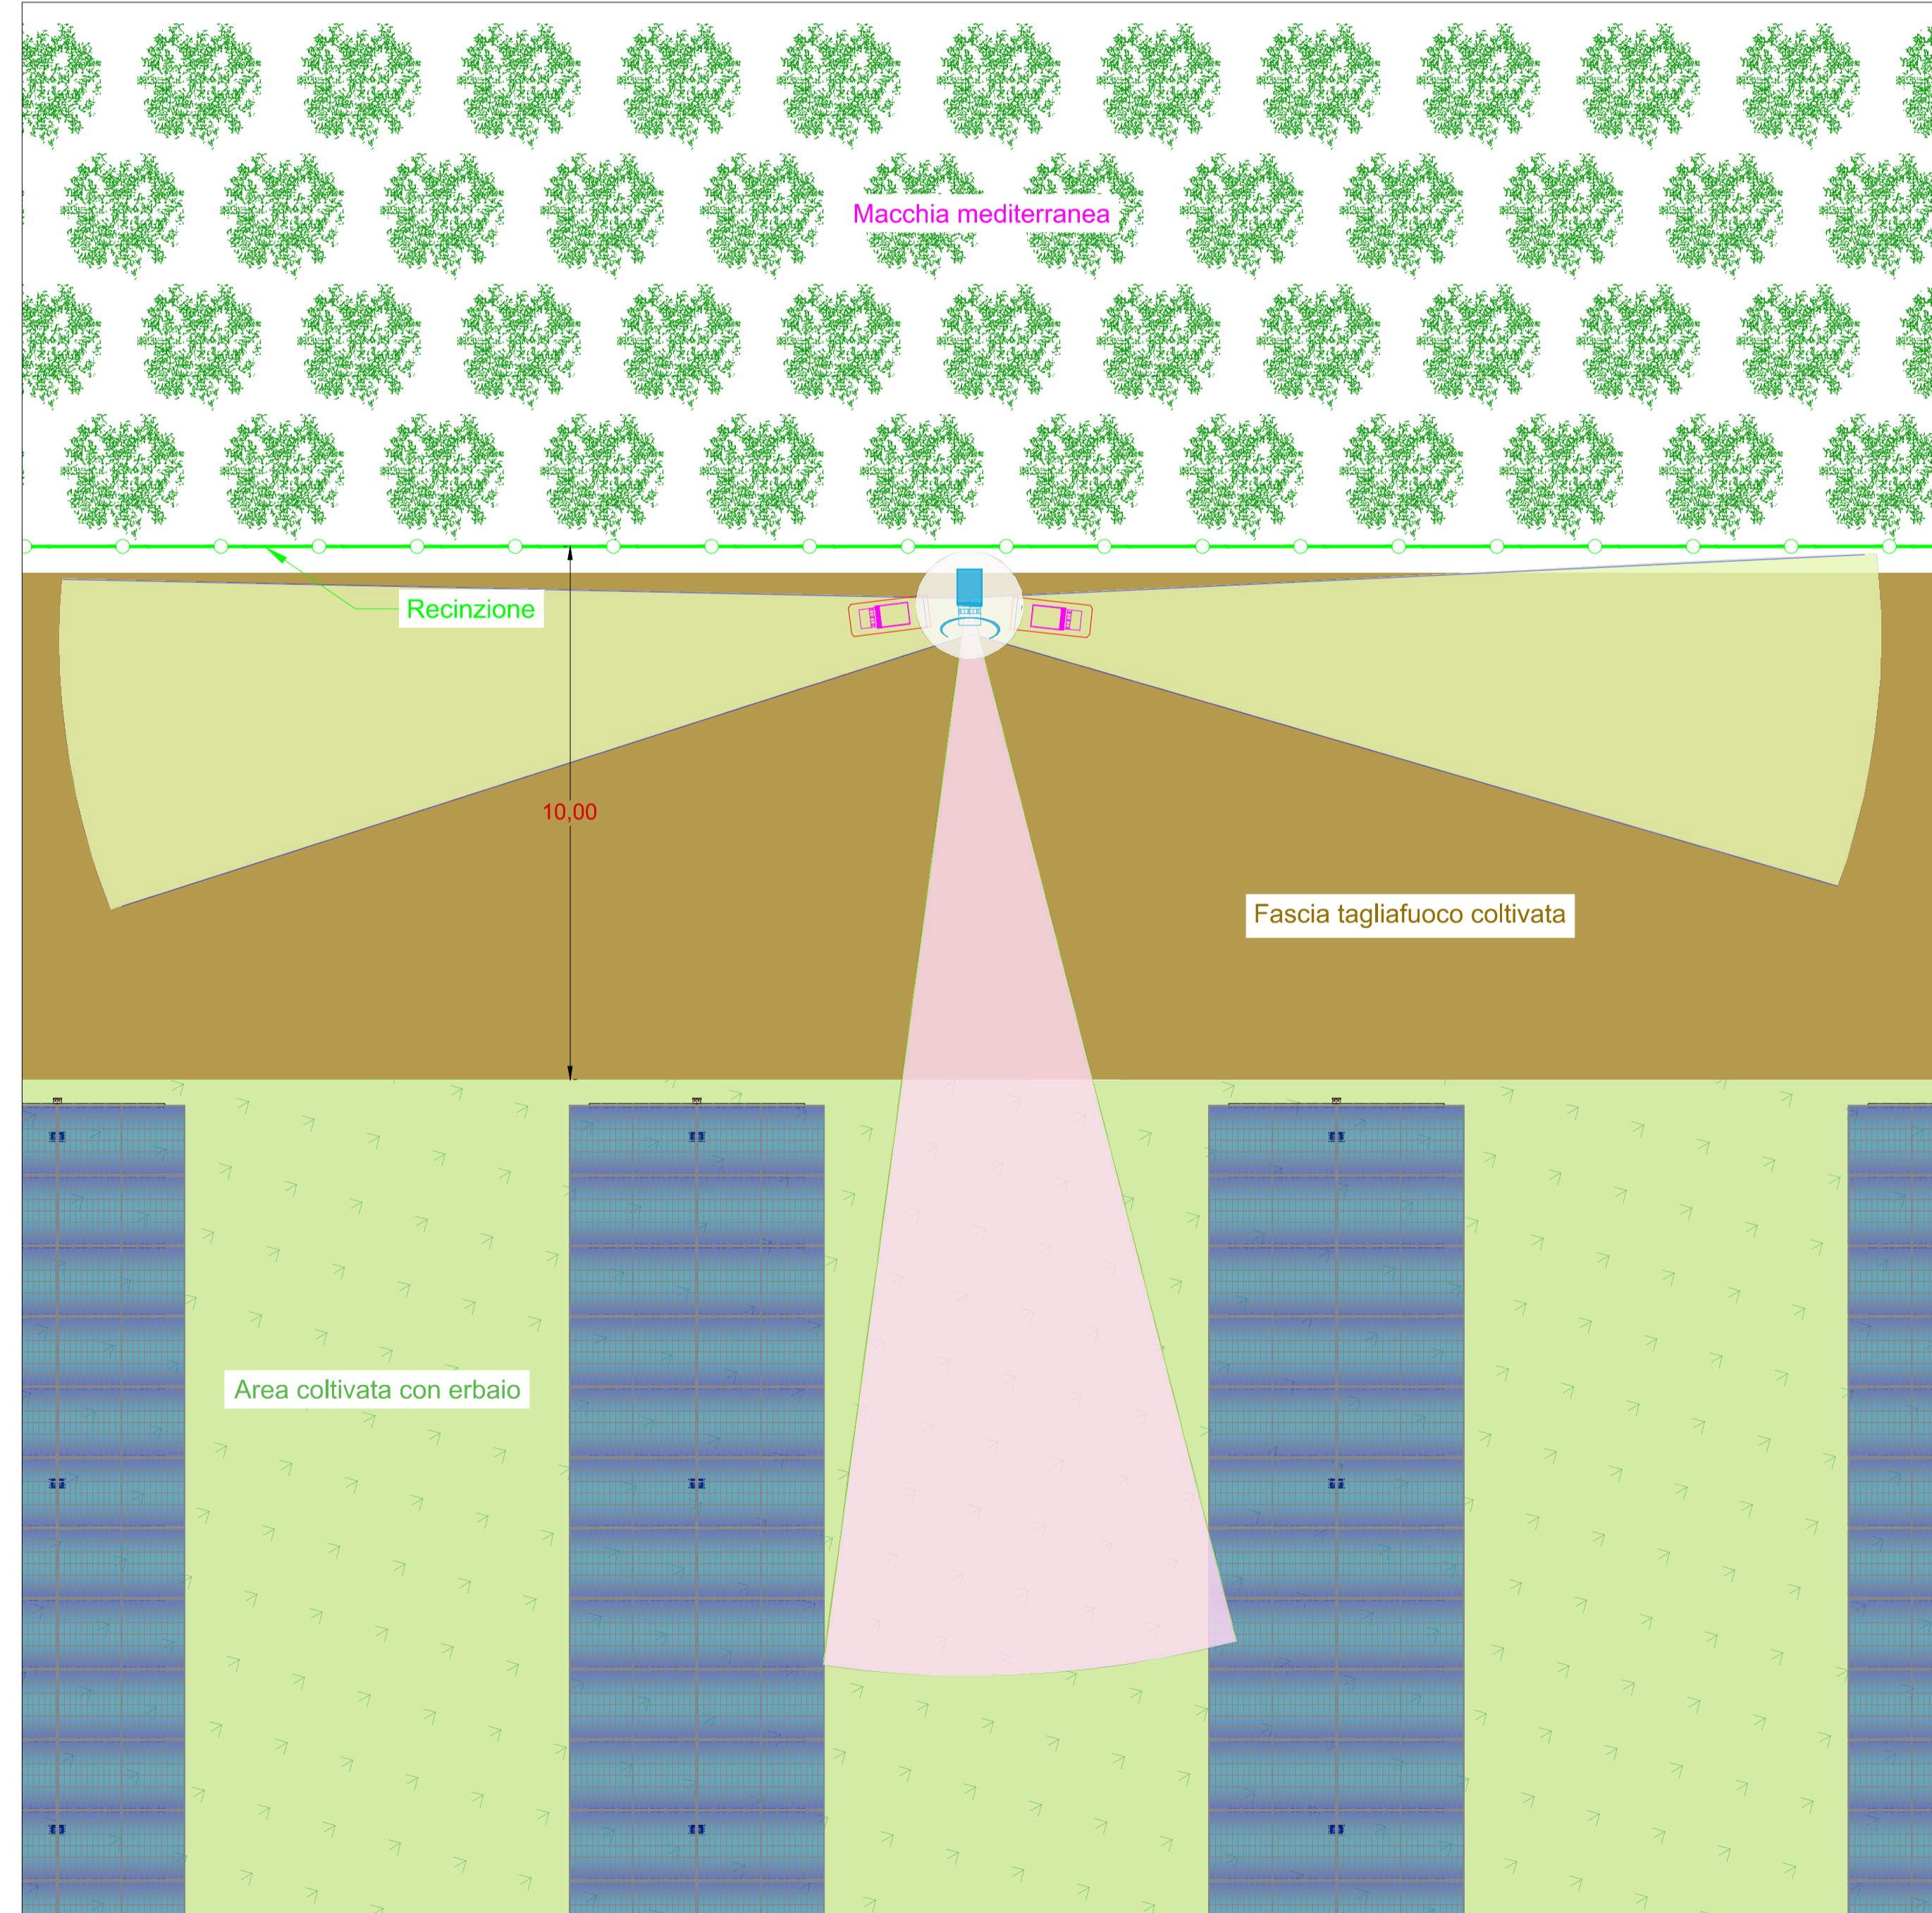 Macchia mediterranea
Recinzione
10,00
Fascia tagliafuoco coltivata
Area coltivata con erbaio